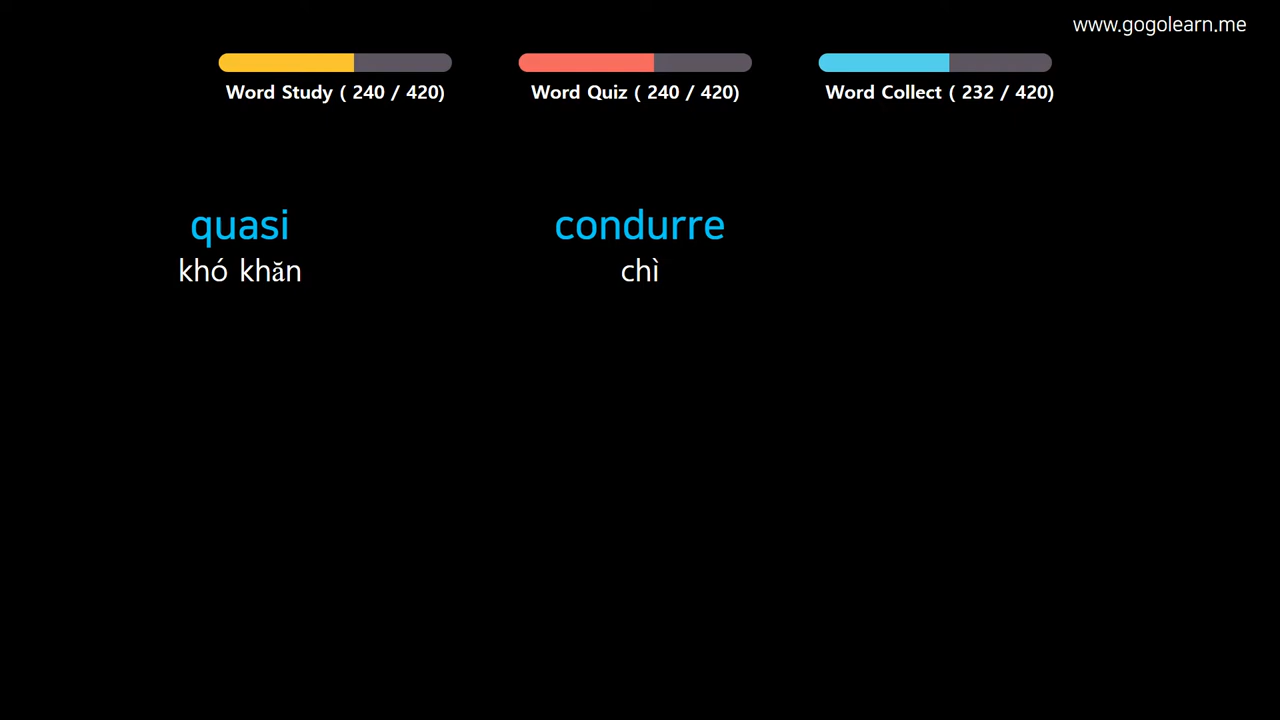 www.gogolearn.me
Word Study ( 240 / 420)
Word Quiz ( 240 / 420)
Word Collect ( 232 / 420)
quasi
khó khăn
condurre
chì